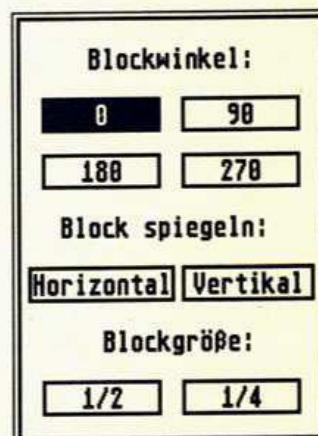 Blockwinkel:
0 90
180 270
Block spiegeln:
Horizontal Vertikal
Blockgröße:
1/2 1/4